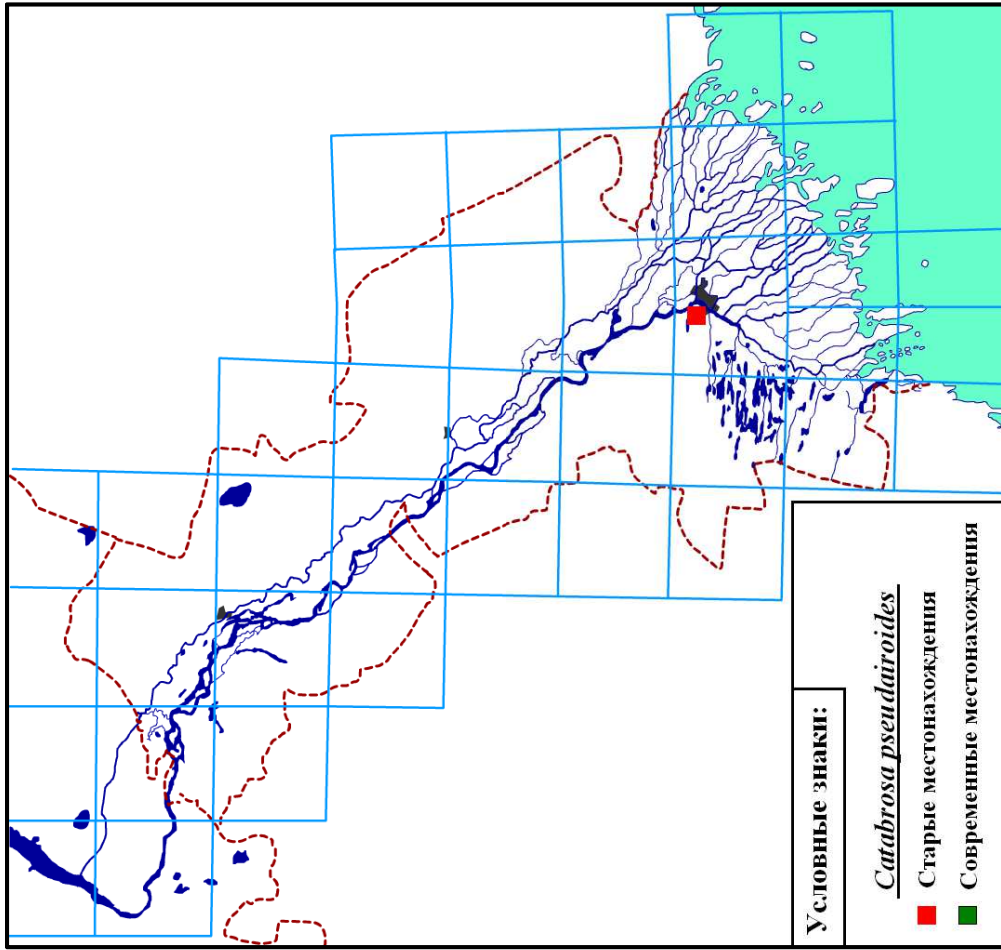 Условные знаки:
Catabrosa pseudairoides
Старые местонахождения
Современные местонахождения